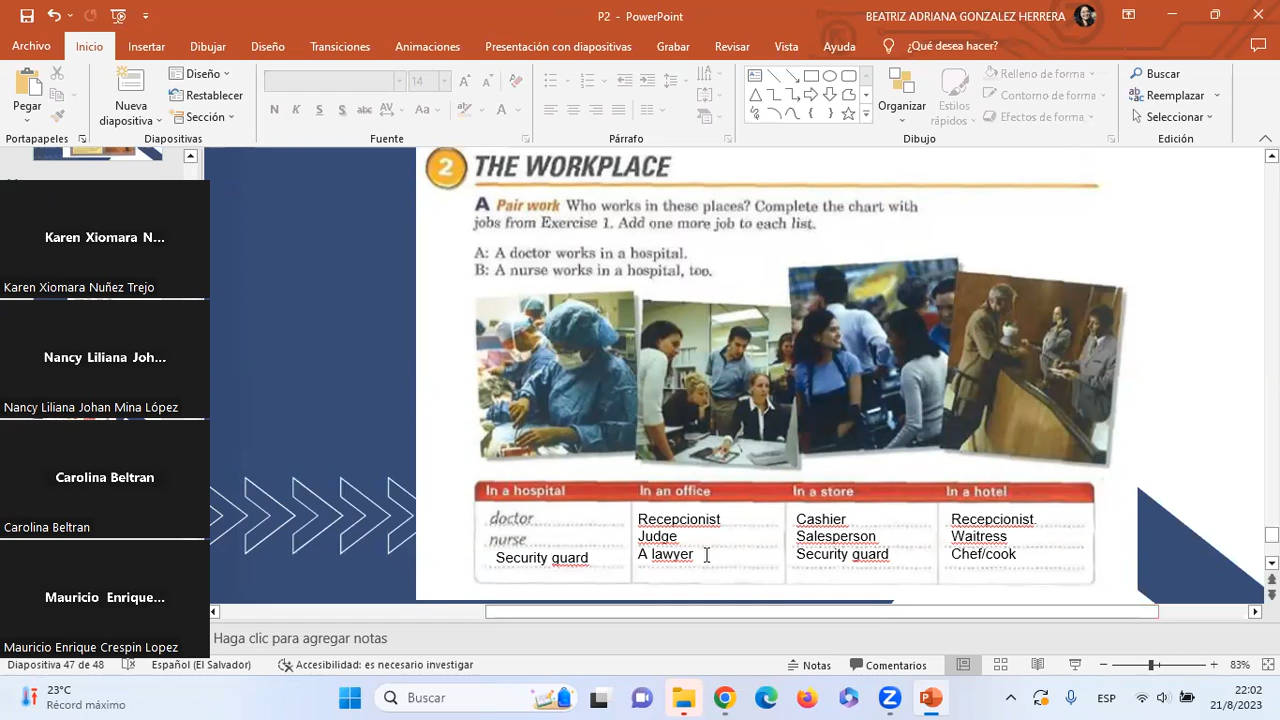 P2 - PowerPoint
BEATRIZ ADRIANA GONZALEZ HERRERA
Archivo
Inicio
Insertar
Dibujar
Diseño
Transiciones
Animaciones
Presentación con diapositivas
Grabar
Revisar
Vista
Ayuda
¿Qué desea hacer?
Pegar
Portapapeles
Nueva diapositiva
Diseño
Restablecer
Sección
Diapositivas
14
N K S S abc AV Aa A
Fuente
Párrafo
Organizar
Estilos rápidos
Relleno de forma
Contorno de forma
Efectos de forma
Dibujo
Buscar
Reemplazar
Seleccionar
Edición
Karen Xiomara N...
Karen Xiomara Nuñez Trejo
Nancy Liliana Joh...
Nancy Liliana Johan Mina López
Carolina Beltran
Carolina Beltran
Mauricio Enrique...
Mauricio Enrique Crespin Lopez
2 THE WORKPLACE
A Pair work Who works in these places? Complete the chart with
jobs from Exercise 1. Add one more job to each list.
A: A doctor works in a hospital.
B: A nurse works in a hospital, too.
In a hospital In an office In a store In a hotel
doctor Recepcionist Cashier Recepcionist
nurse Judge Salesperson Waitress
Security guard A lawyer Security guard Chef/cook
Haga clic para agregar notas
Diapositiva 47 de 48 Español (El Salvador) Accesibilidad: es necesario investigar Notas Comentarios 83%
23°C
Récord máximo
Buscar
ESP
22:02
21/8/2023